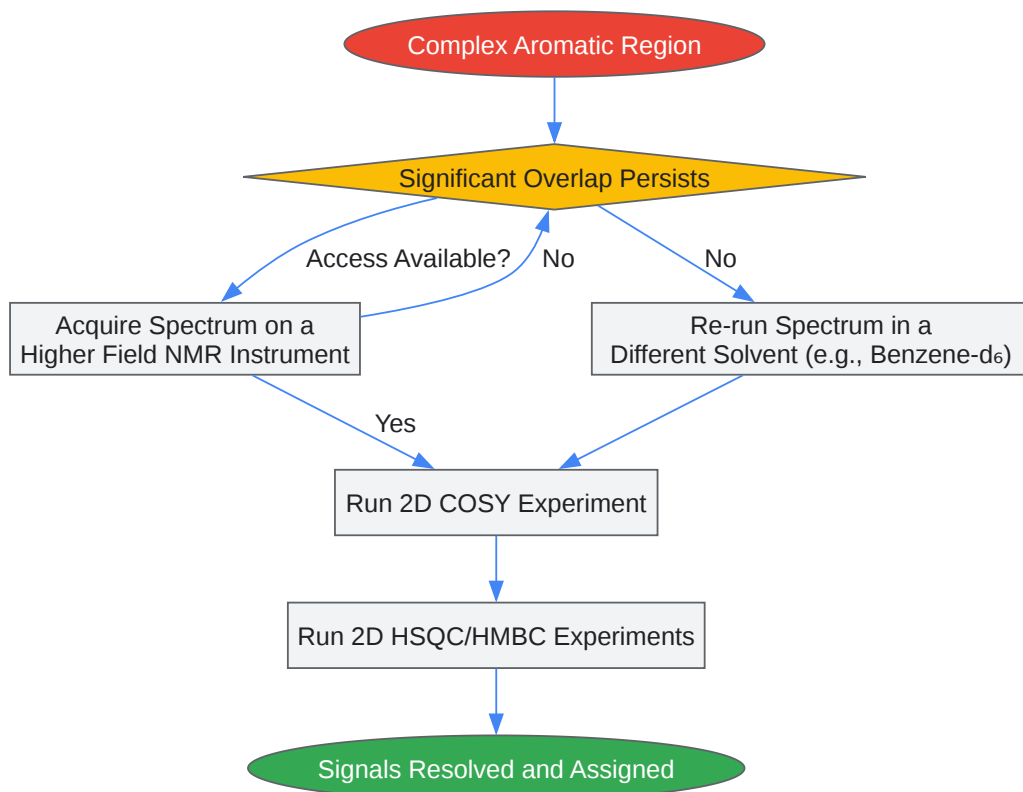 Complex Aromatic Region
Significant Overlap Persists
Access Available?
No
No
Acquire Spectrum on a
Higher Field NMR Instrument
Re-run Spectrum in a
Different Solvent (e.g., Benzene-d₆)
Yes
Run 2D COSY Experiment
Run 2D HSQC/HMBC Experiments
Signals Resolved and Assigned